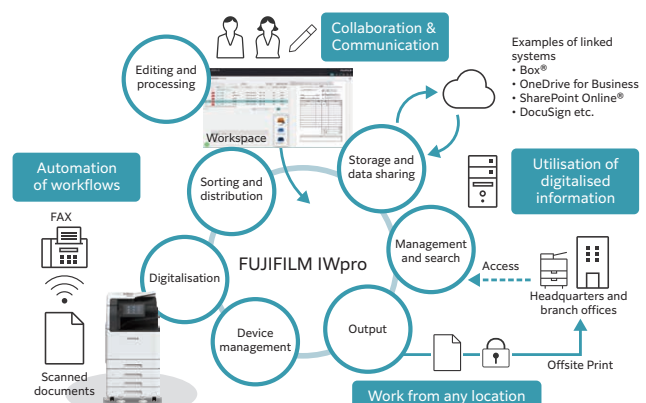 Collaboration &
Communication
Editing and
processing
Workspace
Examples of linked
systems
• Box®
• OneDrive for Business
• SharePoint Online®
• DocuSign etc.
Automation
of workflows
Sorting and
distribution
Storage and
data sharing
Utilisation of
digitalised
information
FAX
Digitalisation
FUJIFILM IWpro
Management
and search
Access
Headquarters and
branch offices
Device
management
Output
Scanned
documents
Offsite Print
Work from any location